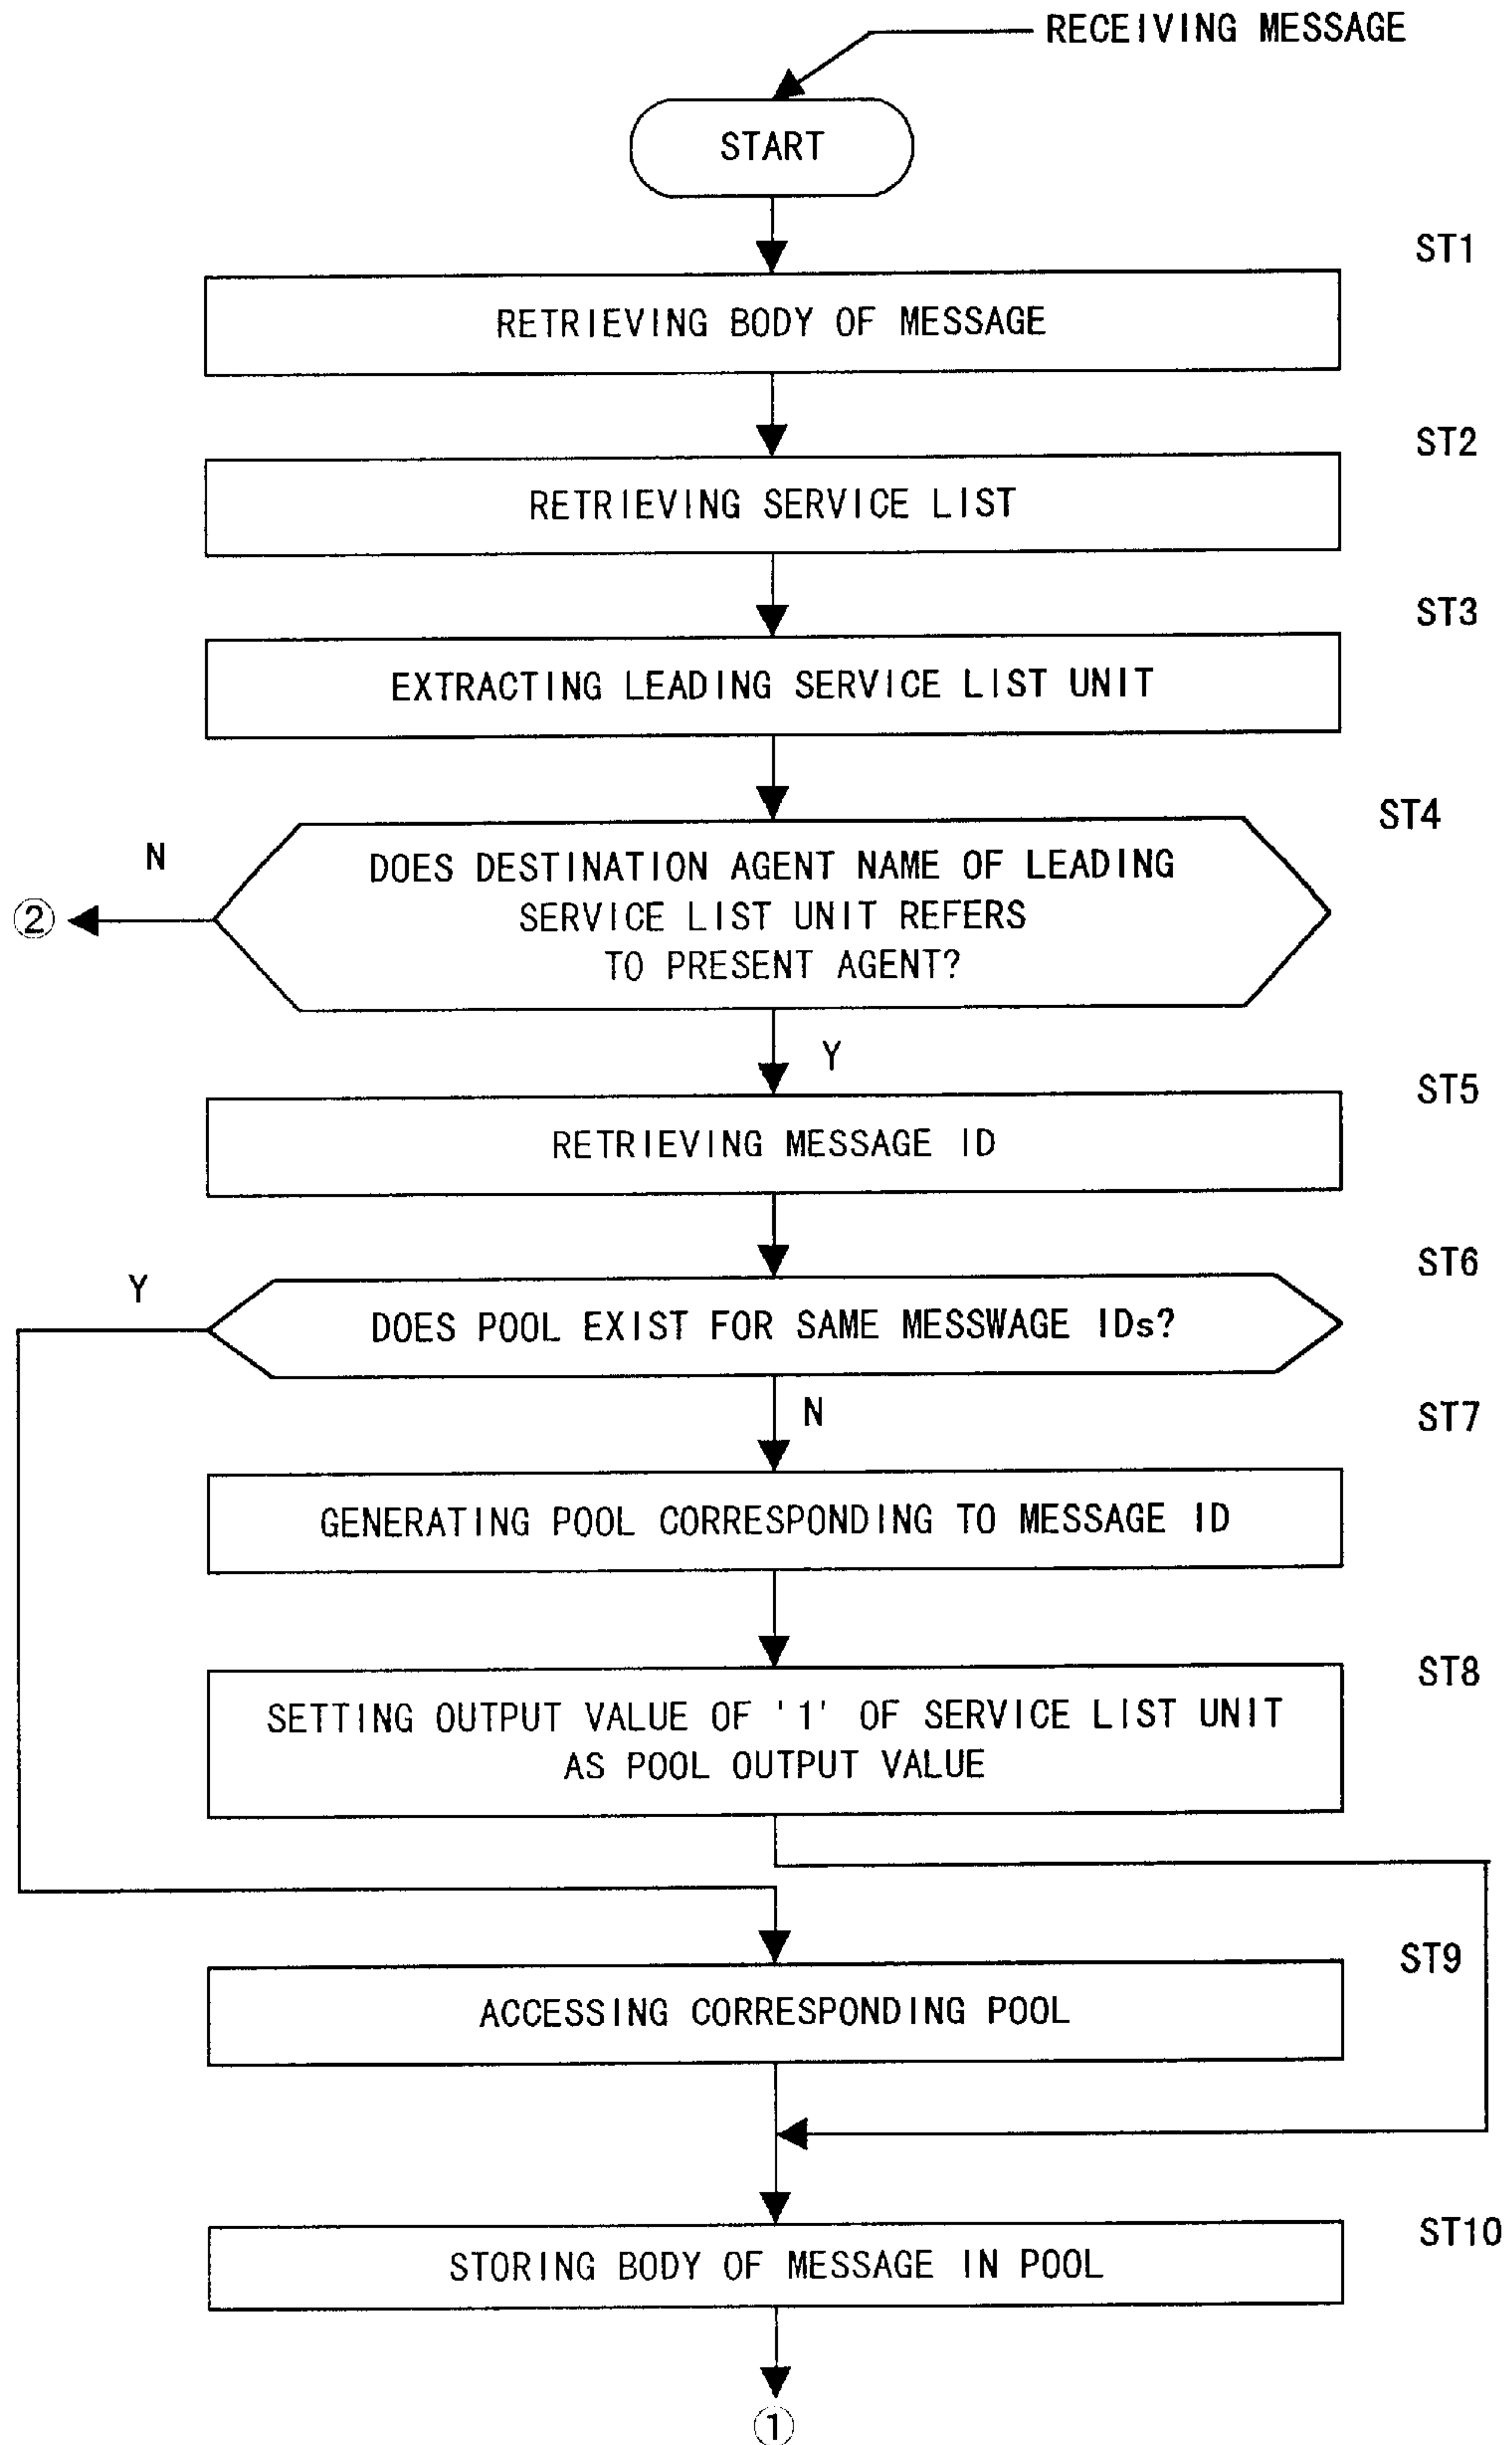 RECEIVING MESSAGE
START
ST1
RETRIEVING BODY OF MESSAGE
ST2
RETRIEVING SERVICE LIST
ST3
EXTRACTING LEADING SERVICE LIST UNIT
ST4
N
DOES DESTINATION AGENT NAME OF LEADING
SERVICE LIST UNIT REFERS
TO PRESENT AGENT?
②
Y
ST5
RETRIEVING MESSAGE ID
ST6
Y
DOES POOL EXIST FOR SAME MESSWAGE IDs?
N
ST7
GENERATING POOL CORRESPONDING TO MESSAGE ID
ST8
SETTING OUTPUT VALUE OF '1' OF SERVICE LIST UNIT
AS POOL OUTPUT VALUE
ST9
ACCESSING CORRESPONDING POOL
ST10
STORING BODY OF MESSAGE IN POOL
①